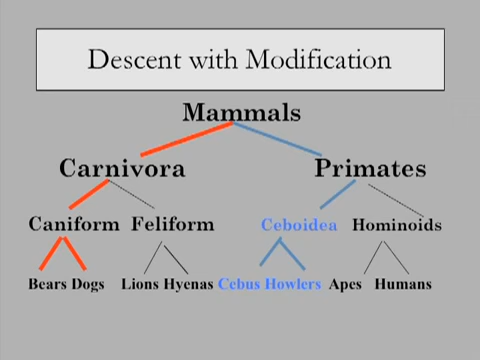 Descent with Modification
Mammals
Carnivora Primates
Caniform Feliform Ceboidea Hominoids
Bears Dogs Lions Hyenas Cebus Howlers Apes Humans